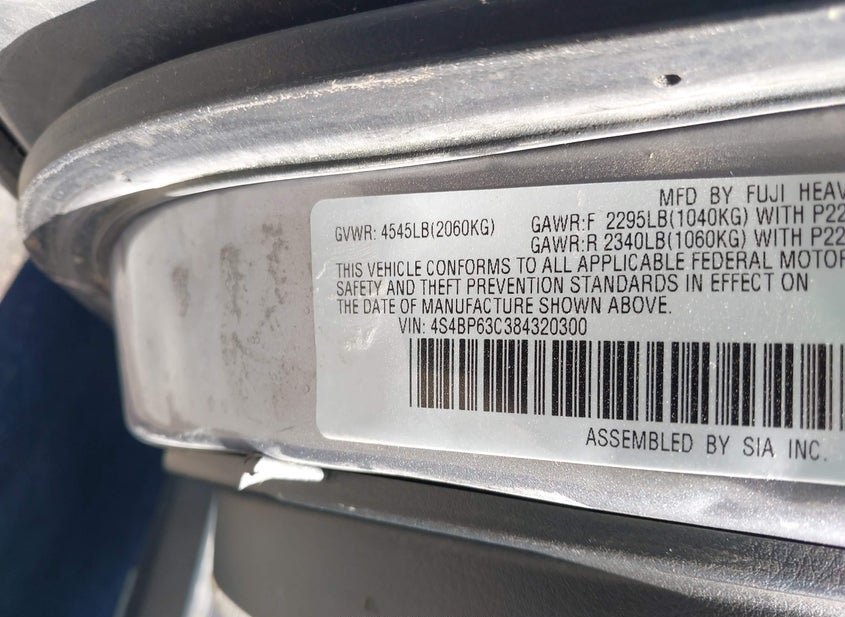 MFD BY FUJI HEAV
GVWR: 4545LB(2060KG) GAWR:F 2295LB(1040KG) WITH P22
GAWR:R 2340LB(1060KG) WITH P22
THIS VEHICLE CONFORMS TO ALL APPLICABLE FEDERAL MOTOR
SAFETY AND THEFT PREVENTION STANDARDS IN EFFECT ON
THE DATE OF MANUFACTURE SHOWN ABOVE.
VIN: 4S4BP63C384320300
ASSEMBLED BY SIA INC.